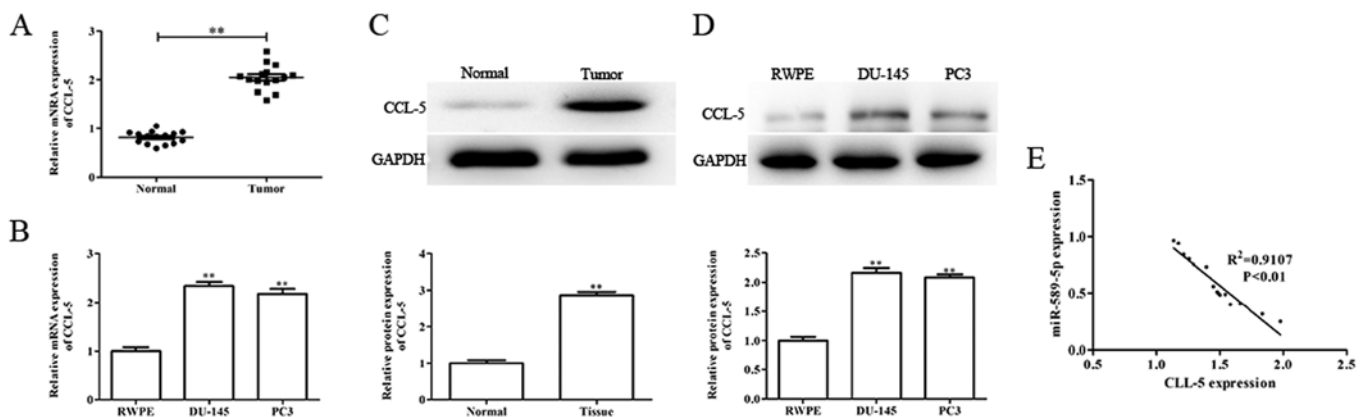 A
Relative mNRA expression
of CCL-5
3
2
1
0
**
Normal
Tumor
C
Normal
Tumor
CCL-5
GAPDH
D
RWPE
DU-145
PC3
CCL-5
GAPDH
E
miR-589-5p expression
1.5
1.0
0.5
0.0
R²=0.9107
P<0.01
0.5
1.0
1.5
2.0
CLL-5 expression
B
Relative mRNA expression
of CCL-5
3
2
1
0
**
**
RWPE
DU-145
PC3
Relative protein expression
of CCL-5
4
3
2
1
0
**
Normal
Tissue
Relative protein expression
of CCL-5
2.5
2.0
1.5
1.0
0.5
0.0
**
**
RWPE
DU-145
PC3